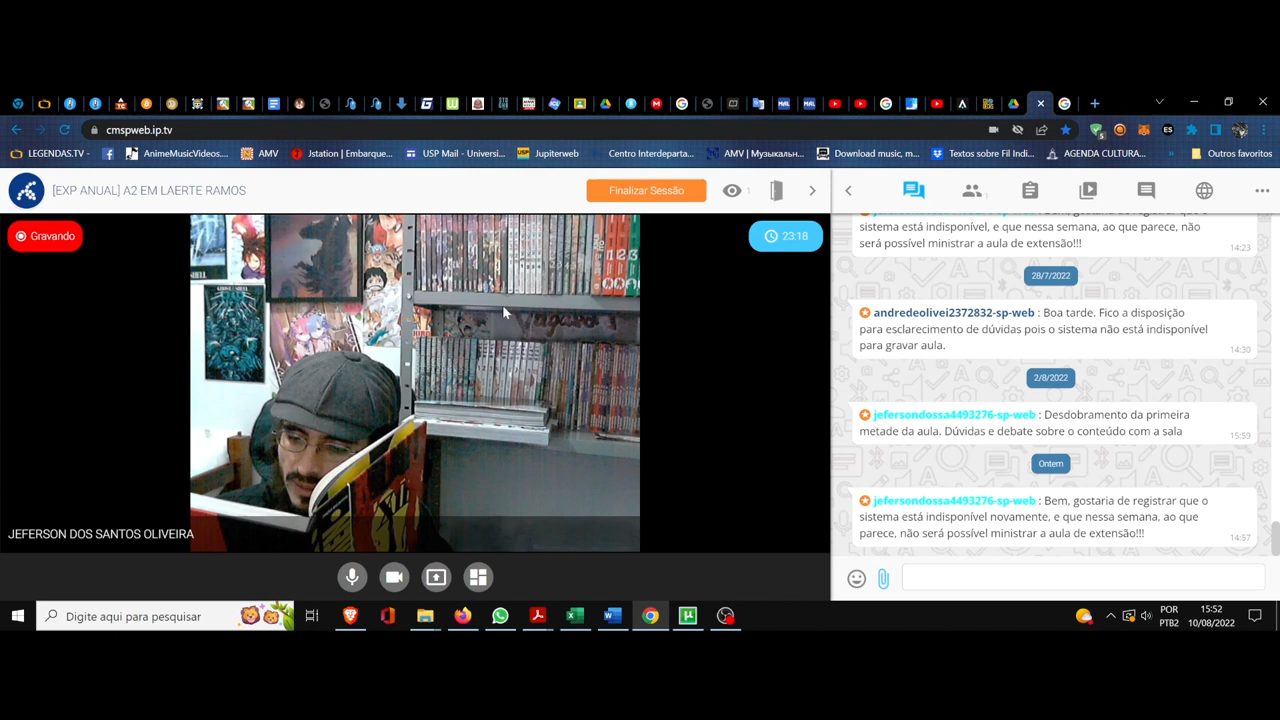 cmspweb.ip.tv
LEGENDAS.TV -
AnimeMusicVideos....
AMV
Jstation | Embarque...
USP Mail - Universi...
Jupiterweb
Centro Interdeparta...
AMV | Музыкальн...
Download music, m...
Textos sobre Fil Indi...
AGENDA CULTURA...
»
Outros favoritos
[EXP ANUAL] A2 EM LAERTE RAMOS
Finalizar Sessão
1
1
Gravando
23:18
JEFERSON DOS SANTOS OLIVEIRA
sistema está indisponível, e que nessa semana, ao que parece, não
será possível ministrar a aula de extensão!!!
14:23
28/7/2022
andredeolivei2372832-sp-web : Boa tarde. Fico a disposição
para esclarecimento de dúvidas pois o sistema não está indisponível
para gravar aula.
14:30
2/8/2022
jefersondossa4493276-sp-web : Desdobramento da primeira
metade da aula. Dúvidas e debate sobre o conteúdo com a sala
15:59
Ontem
jefersondossa4493276-sp-web : Bem, gostaria de registrar que o
sistema está indisponível novamente, e que nessa semana, ao que
parece, não será possível ministrar a aula de extensão!!!
14:57
Digite aqui para pesquisar
POR
PTB2
15:52
10/08/2022